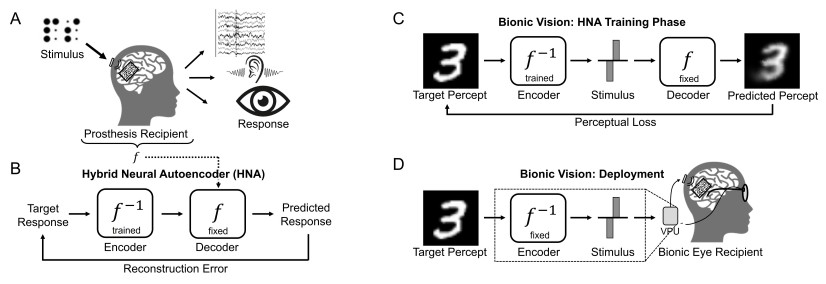 A
Stimulus
Response
Prosthesis Recipient
f
B
Hybrid Neural Autoencoder (HNA)
Target
Response
f⁻¹
trained
Encoder
f
fixed
Decoder
Predicted
Response
Reconstruction Error
C
Bionic Vision: HNA Training Phase
3
Target Percept
f⁻¹
trained
Encoder
Stimulus
f
fixed
Decoder
3
Predicted Percept
Perceptual Loss
D
Bionic Vision: Deployment
3
Target Percept
f⁻¹
fixed
Encoder
Stimulus
VPU
Bionic Eye Recipient